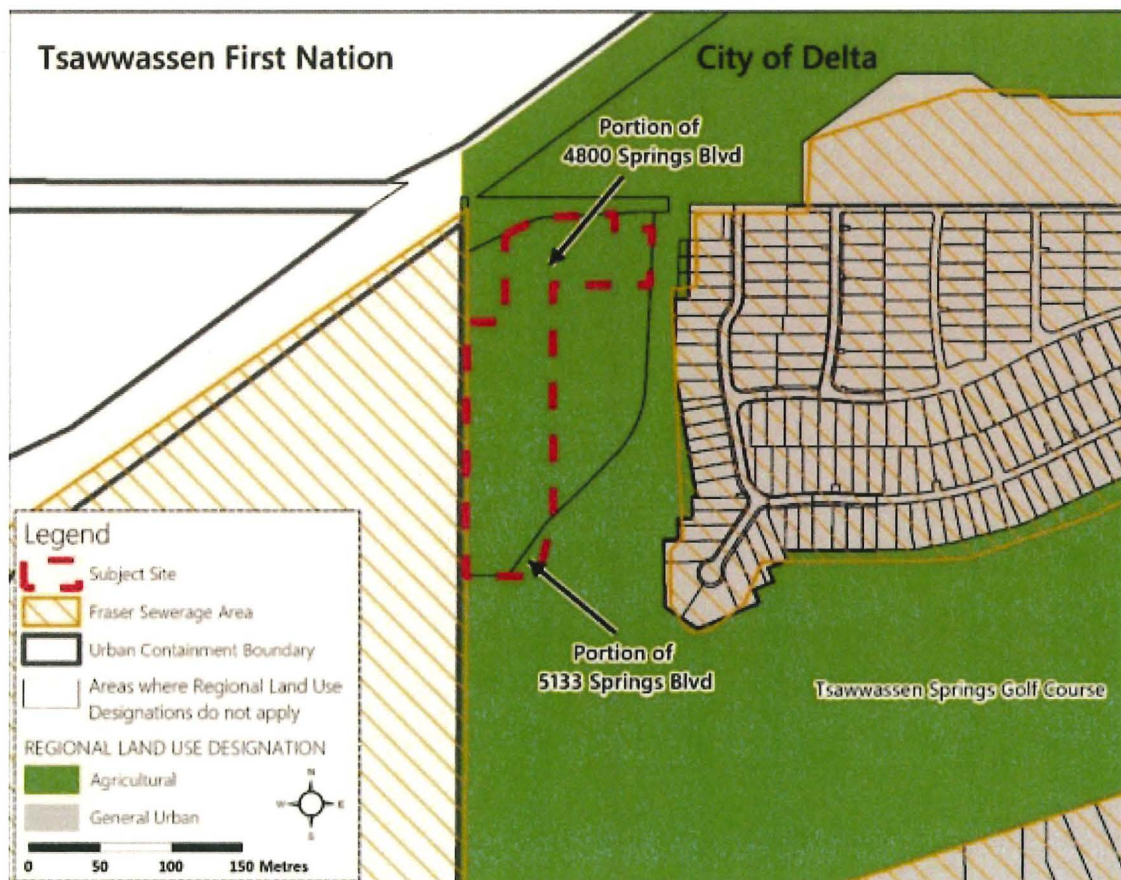 Tsawwassen First Nation
City of Delta
Portion of
4800 Springs Blvd
Portion of
5133 Springs Blvd
Tsawwassen Springs Golf Course
Legend
Subject Site
Fraser Sewerage Area
Urban Containment Boundary
Areas where Regional Land Use
Designations do not apply
REGIONAL LAND USE DESIGNATION
Agricultural
General Urban
N
W E
S
0 50 100 150 Metres